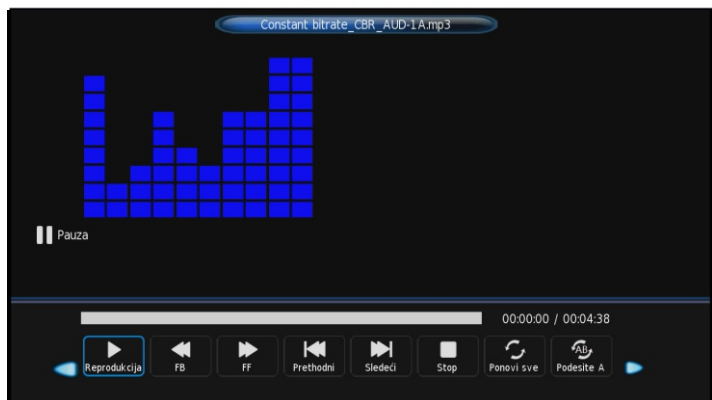 Constant bitrate_CBR_AUD-1A.mp3
Pauza
00:00:00 / 00:04:38
Reprodukcija FB FF Prethodni Sledeći Stop Ponovi sve AB Podesite A